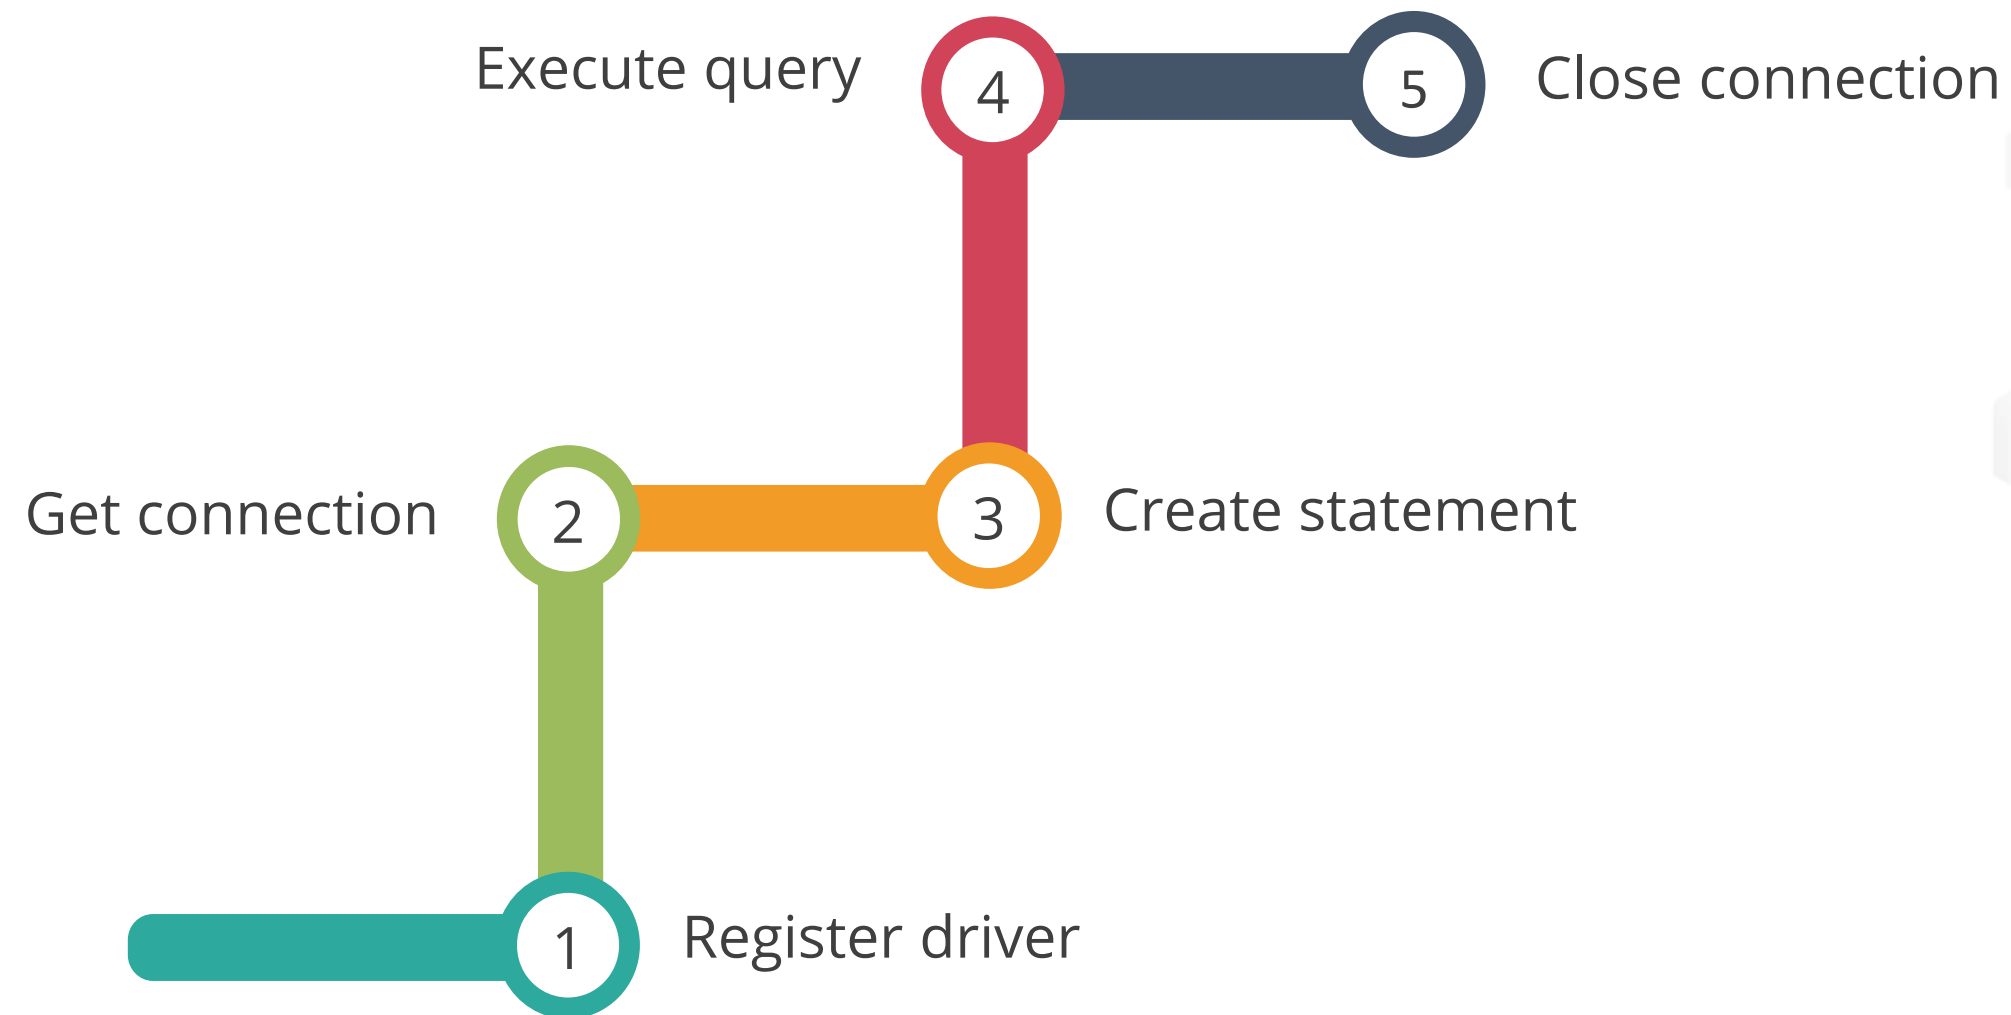 Execute query
4
5
Close connection
Get connection
2
3
Create statement
1
Register driver